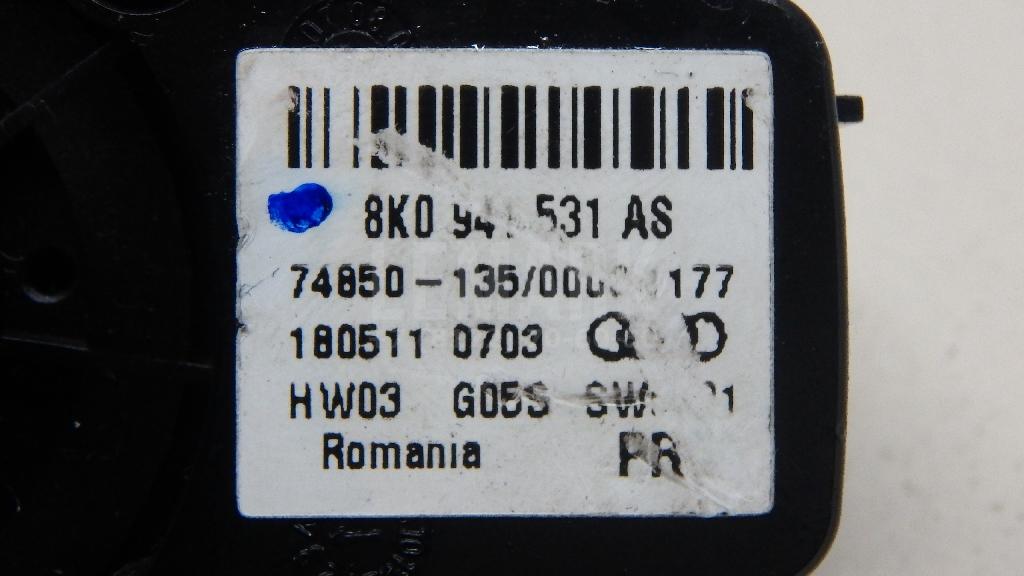 8K0 531 AS
74850-135/
180511 0703
HW03 G05S
Romania PR